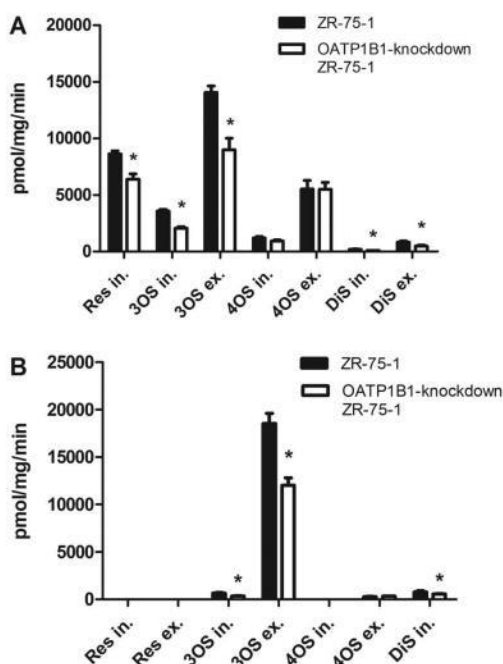 A
ZR-75-1
OATP1B1-knockdown
ZR-75-1
pmol/mg/min
20000
15000
10000
5000
0
*
*
*
*
*
Res in.
3OS in.
3OS ex.
4OS in.
4OS ex.
DiS in.
DiS ex.
B
ZR-75-1
OATP1B1-knockdown
ZR-75-1
pmol/mg/min
25000
20000
15000
10000
5000
0
*
*
*
Res in.
Res ex.
3OS in.
3OS ex.
4OS in.
4OS ex.
DiS in.